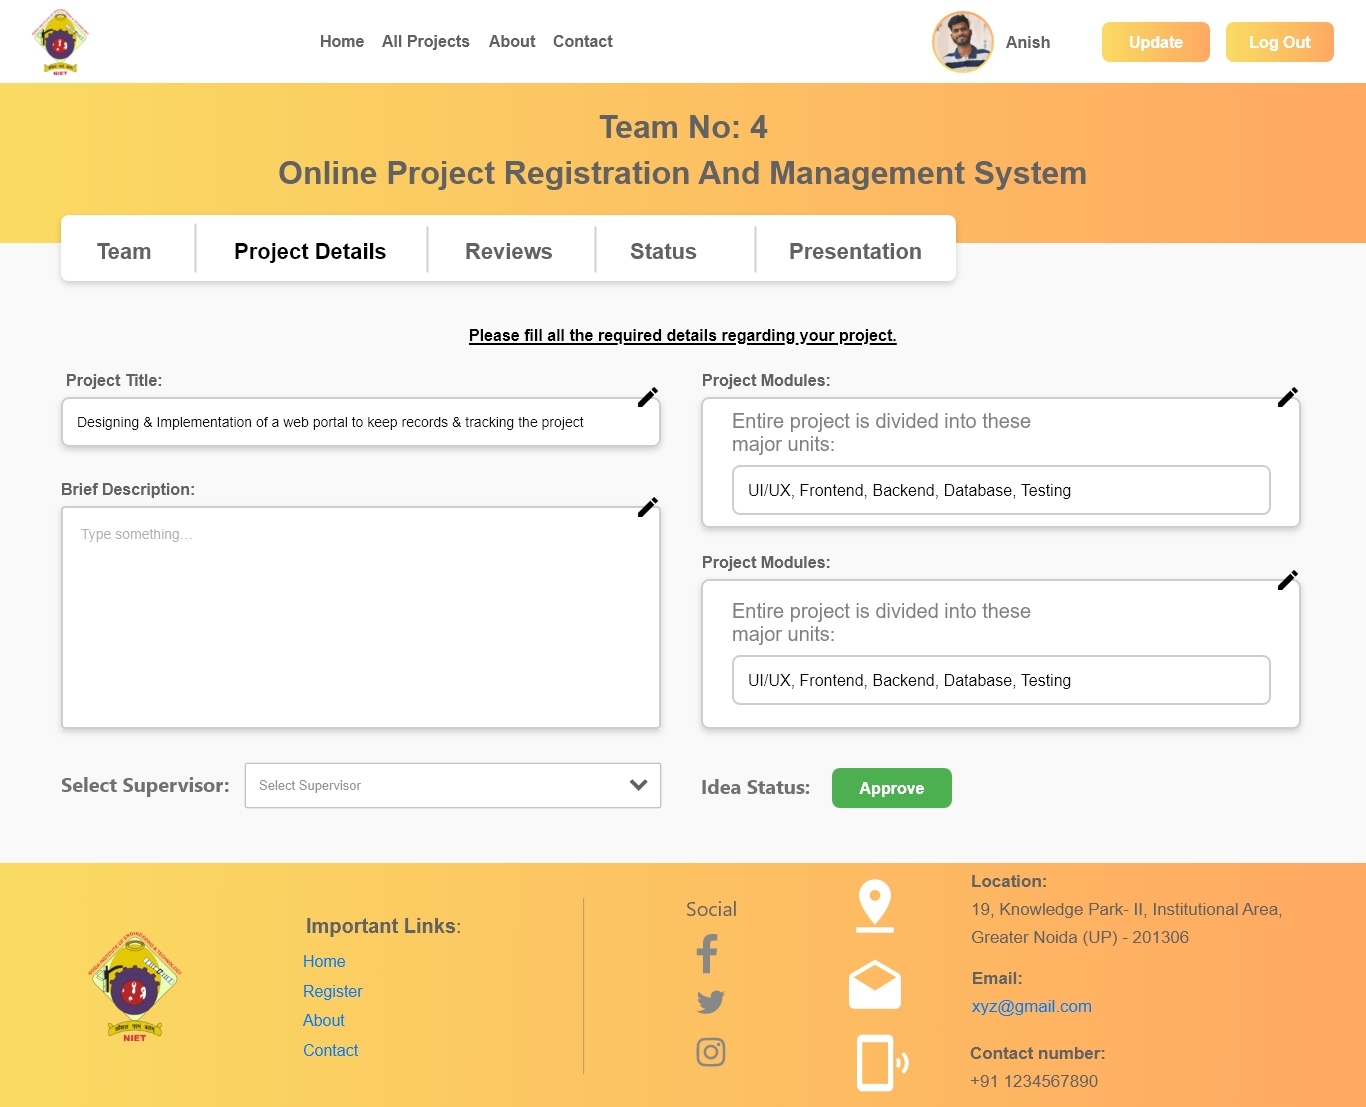 NIET
Home All Projects About Contact
Anish
Update
Log Out
Team No: 4
Online Project Registration And Management System
Team
Project Details
Reviews
Status
Presentation
Please fill all the required details regarding your project.
Project Title:
Designing & Implementation of a web portal to keep records & tracking the project
Brief Description:
Type something...
Project Modules:
Entire project is divided into these
major units:
UI/UX, Frontend, Backend, Database, Testing
Project Modules:
Entire project is divided into these
major units:
UI/UX, Frontend, Backend, Database, Testing
Select Supervisor:
Select Supervisor
Idea Status:
Approve
NIET
Important Links:
Home
Register
About
Contact
Social
Location:
19, Knowledge Park- II, Institutional Area,
Greater Noida (UP) - 201306
Email:
xyz@gmail.com
Contact number:
+91 1234567890